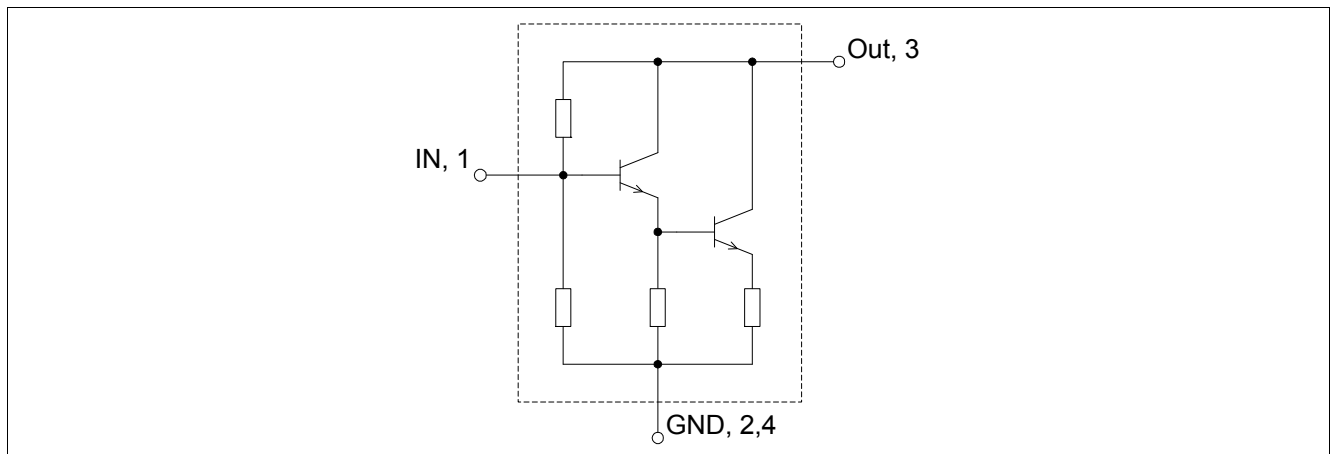 Out, 3
IN, 1
GND, 2,4